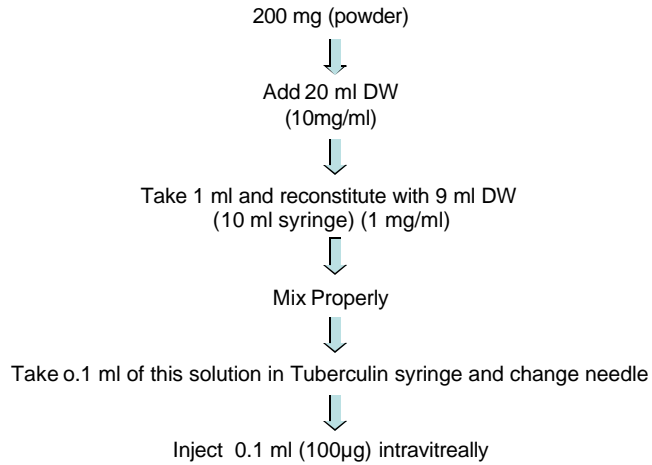 200 mg (powder)
Add 20 ml DW
(10mg/ml)
Take 1 ml and reconstitute with 9 ml DW
(10 ml syringe) (1 mg/ml)
Mix Properly
Take o.1 ml of this solution in Tuberculin syringe and change needle
Inject 0.1 ml (100µg) intravitreally